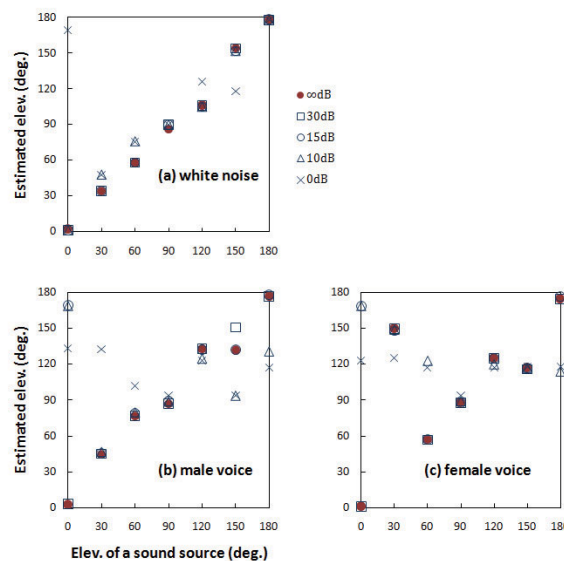 180
150
120
90
60
30
0
Estimated elev. (deg.)
(a) white noise
0 30 60 90 120 150 180
∞dB
30dB
15dB
10dB
0dB
180
150
120
90
60
30
0
Estimated elev. (deg.)
(b) male voice
0 30 60 90 120 150 180
Elev. of a sound source (deg.)
180
150
120
90
60
30
0
(c) female voice
0 30 60 90 120 150 180